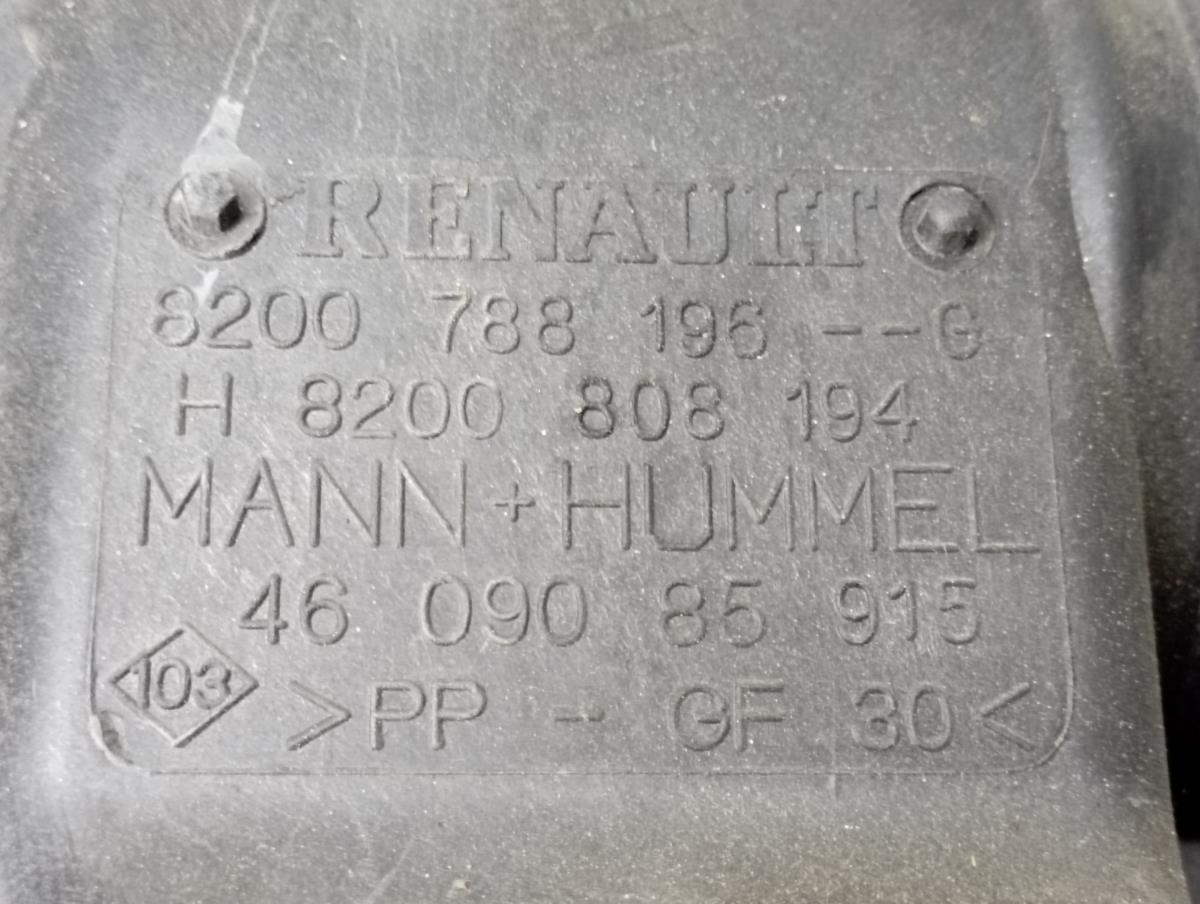 RENAULT
8200 788 196 --G
H 8200 808 194
MANN+HUMMEL
46 090 85 915
103 >PP - GF 30<